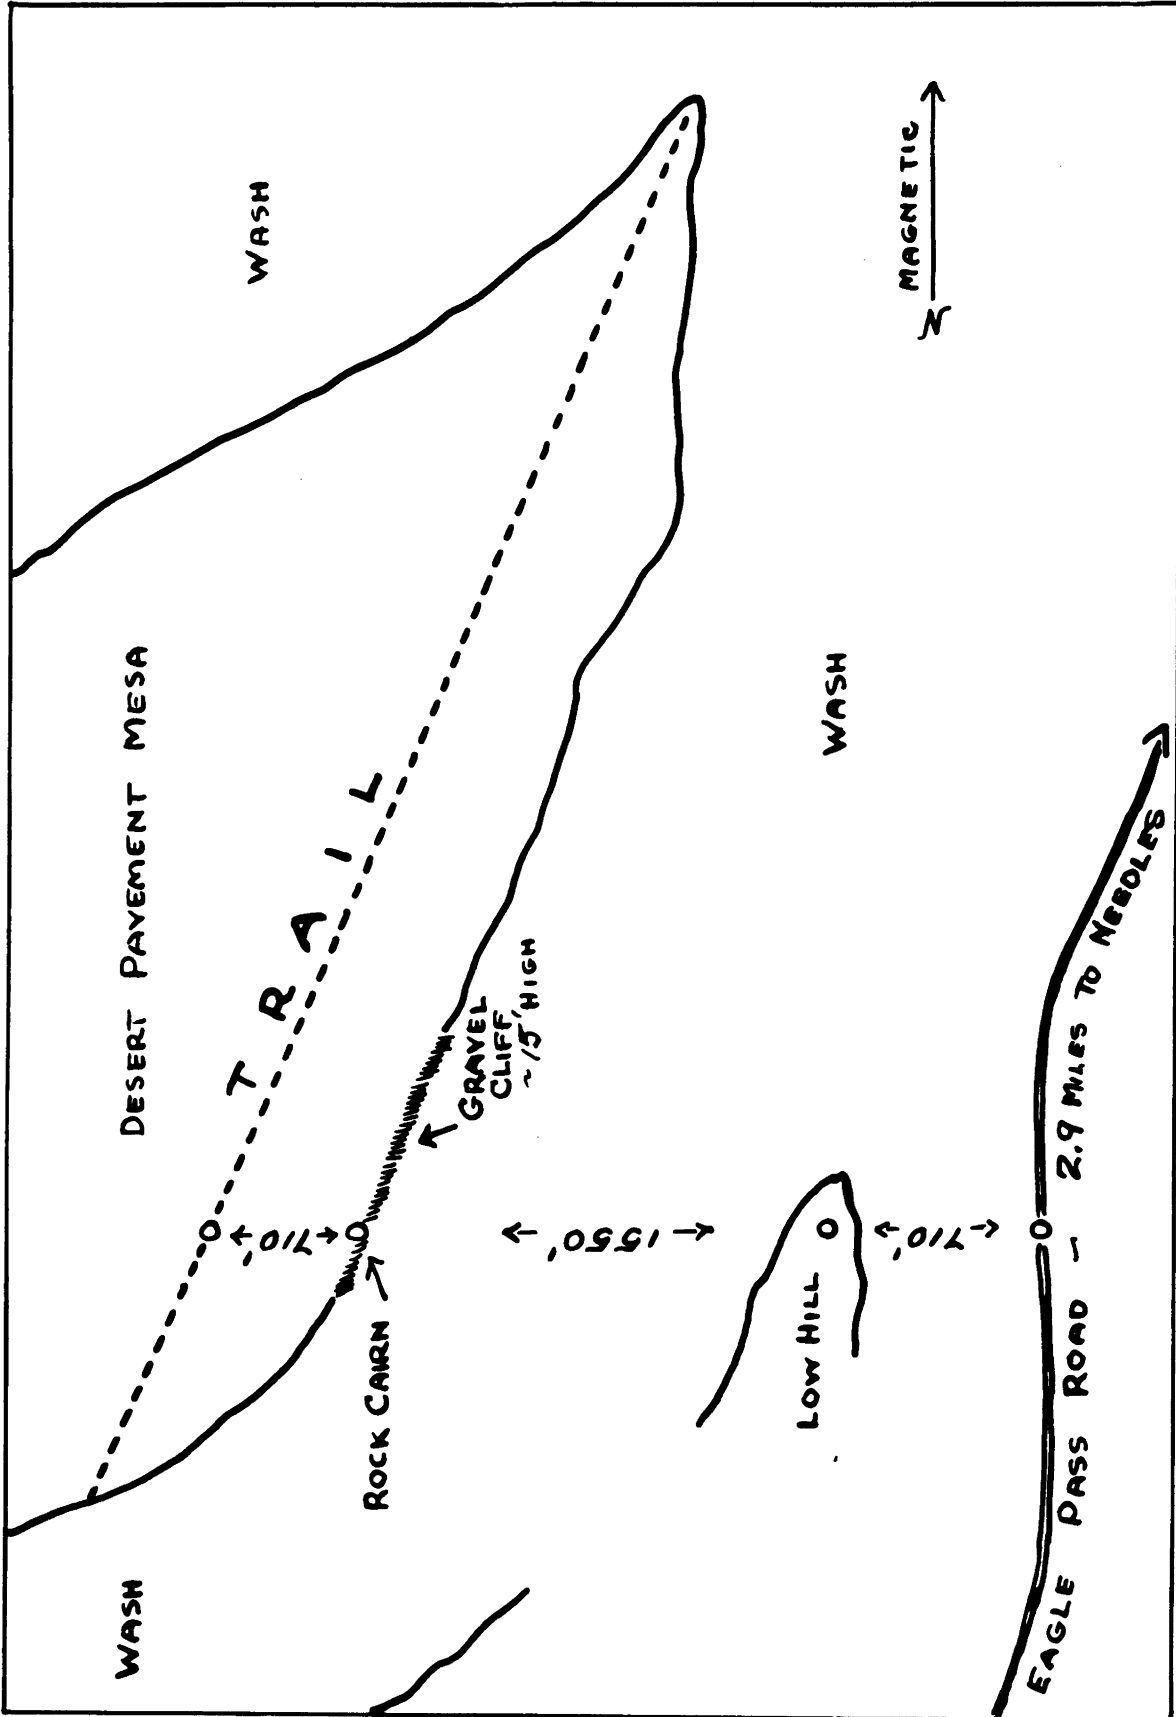 WASH
DESERT PAVEMENT MESA
WASH
TRAIL
710'
ROCK CAIRN
GRAVEL
CLIFF
~15' HIGH
1550'
WASH
LOW HILL
710'
MAGNETIC
N
EAGLE PASS ROAD - 2.9 MILES TO NEEDLES